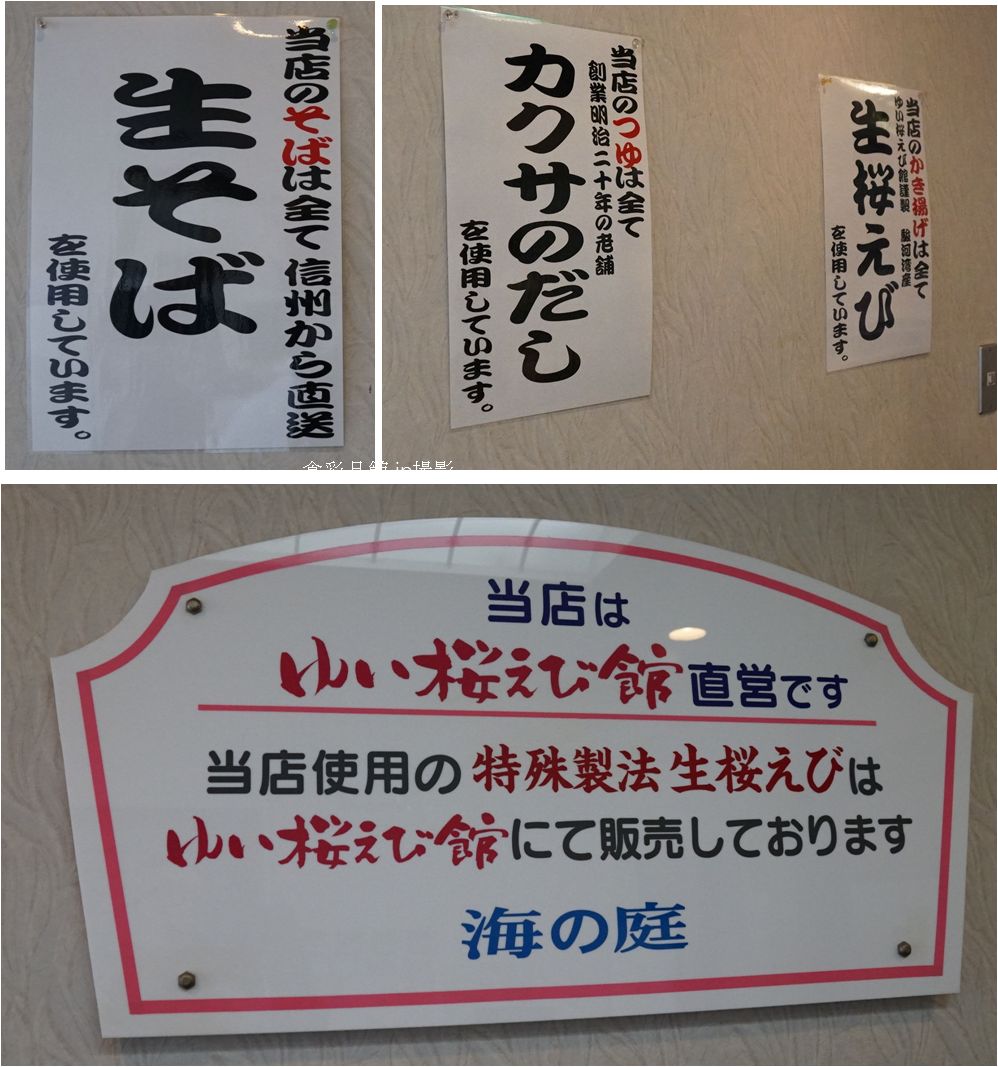 当店のそばは全て 信州から直送
生そば
を使用しています。
当店のつゆは全て
創業明治二十年の老舗
カクサのだし
を使用しています。
当店のかき揚げは全て
ゆい桜えび館謹製 駿河湾産
生桜えび
を使用しています。
当店は
ゆい桜えび館直営です
当店使用の特殊製法生桜えびは
ゆい桜えび館にて販売しております
海の庭